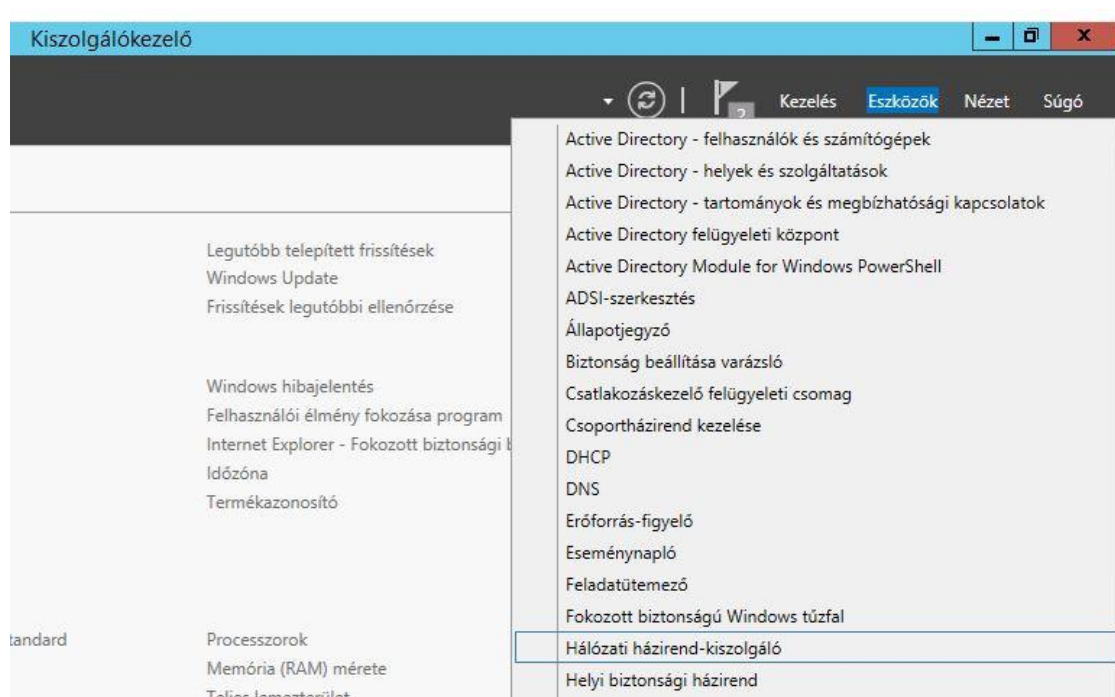 Kiszolgálókezelő
Kezelés Eszközök Nézet Súgó
Active Directory - felhasználók és számítógépek
Active Directory - helyek és szolgáltatások
Active Directory - tartományok és megbízhatósági kapcsolatok
Active Directory felügyeleti központ
Active Directory Module for Windows PowerShell
ADSI-szerkesztés
Állapotjegyző
Biztonság beállítása varázsló
Csatlakozáskezelő felügyeleti csomag
Csoportházirend kezelése
DHCP
DNS
Erőforrás-figyelő
Eseménynapló
Feladatütemező
Fokozott biztonságú Windows tűzfal
Hálózati házirend-kiszolgáló
Helyi biztonsági házirend
Legutóbb telepített frissítések
Windows Update
Frissítések legutóbbi ellenőrzése
Windows hibajelentés
Felhasználói élmény fokozása program
Internet Explorer - Fokozott biztonsági
Időzóna
Termékazonosító
tandard
Processzorok
Memória (RAM) mérete